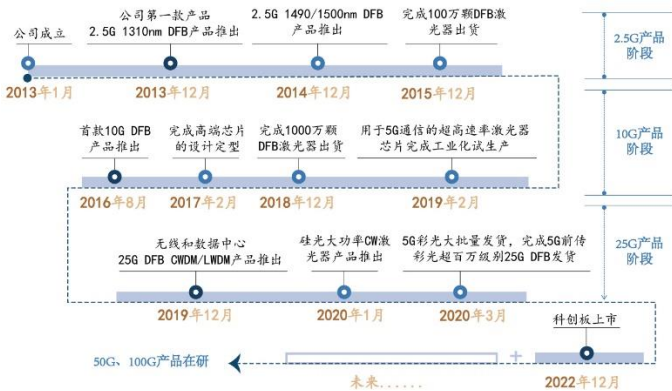 公司成立
公司第一款产品
2.5G 1310nm DFB产品推出
2.5G 1490/1500nm DFB
产品推出
完成100万颗DFB激
光器出货
2.5G产品
阶段
2013年1月
2013年12月
2014年12月
2015年12月
首款10G DFB
产品推出
完成高端芯片
的设计定型
完成1000万颗
DFB激光器出货
用于5G通信的超高速率激光器
芯片完成工业化试生产
10G产品
阶段
2016年8月
2017年2月
2018年12月
2019年2月
无线和数据中心
25G DFB CWDM/LWDM产品推出
硅光大功率CW激
光器产品推出
5G彩光大批量发货，完成5G前传
彩光超百万级别25G DFB发货
25G产品
阶段
2019年12月
2020年1月
2020年3月
科创板上市
50G、100G产品在研
+
未来......
2022年12月